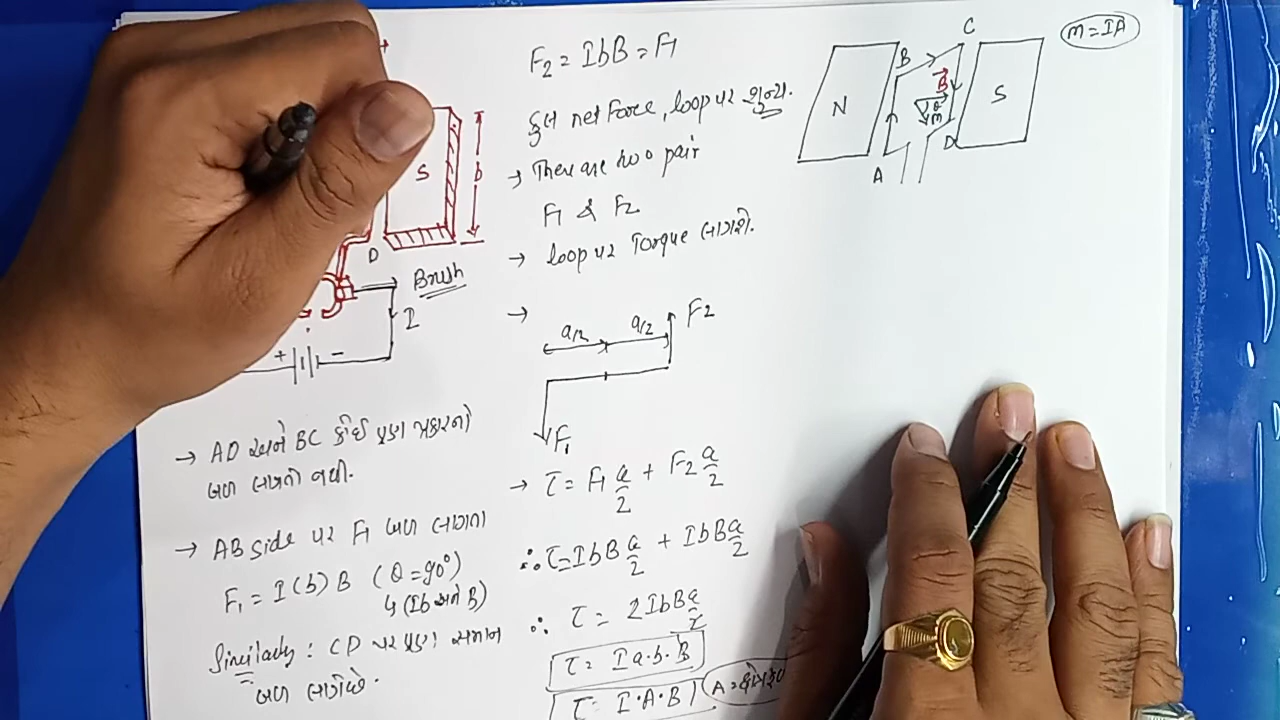 S
b
D
Brush
I
+ -
→ AD અને BC કોઈ પણ પ્રકારનો
બળ લાગતો નથી.
→ AB side પર F1 બળ લાગતા
F₁ = I(b) B (θ = 90°)
(Ib અને B)
Similarly : CD પર પણ સમાન
બળ લાગે છે.
F₂ = IbB = F1
કુલ net Force, loop પર શૂન્ય.
→ There are two pair
F1 & F2
→ loop પર Torque લાગશે.
→
a/2 a/2 F2
F₁
→ τ = F1 a/2 + F2 a/2
∴ τ = IbB a/2 + IbB a/2
∴ τ = 2IbB a/2
τ = I a·b·B
τ = I·A·B
N
B
C
S
B⃗
θ
m
A
D
m = IA